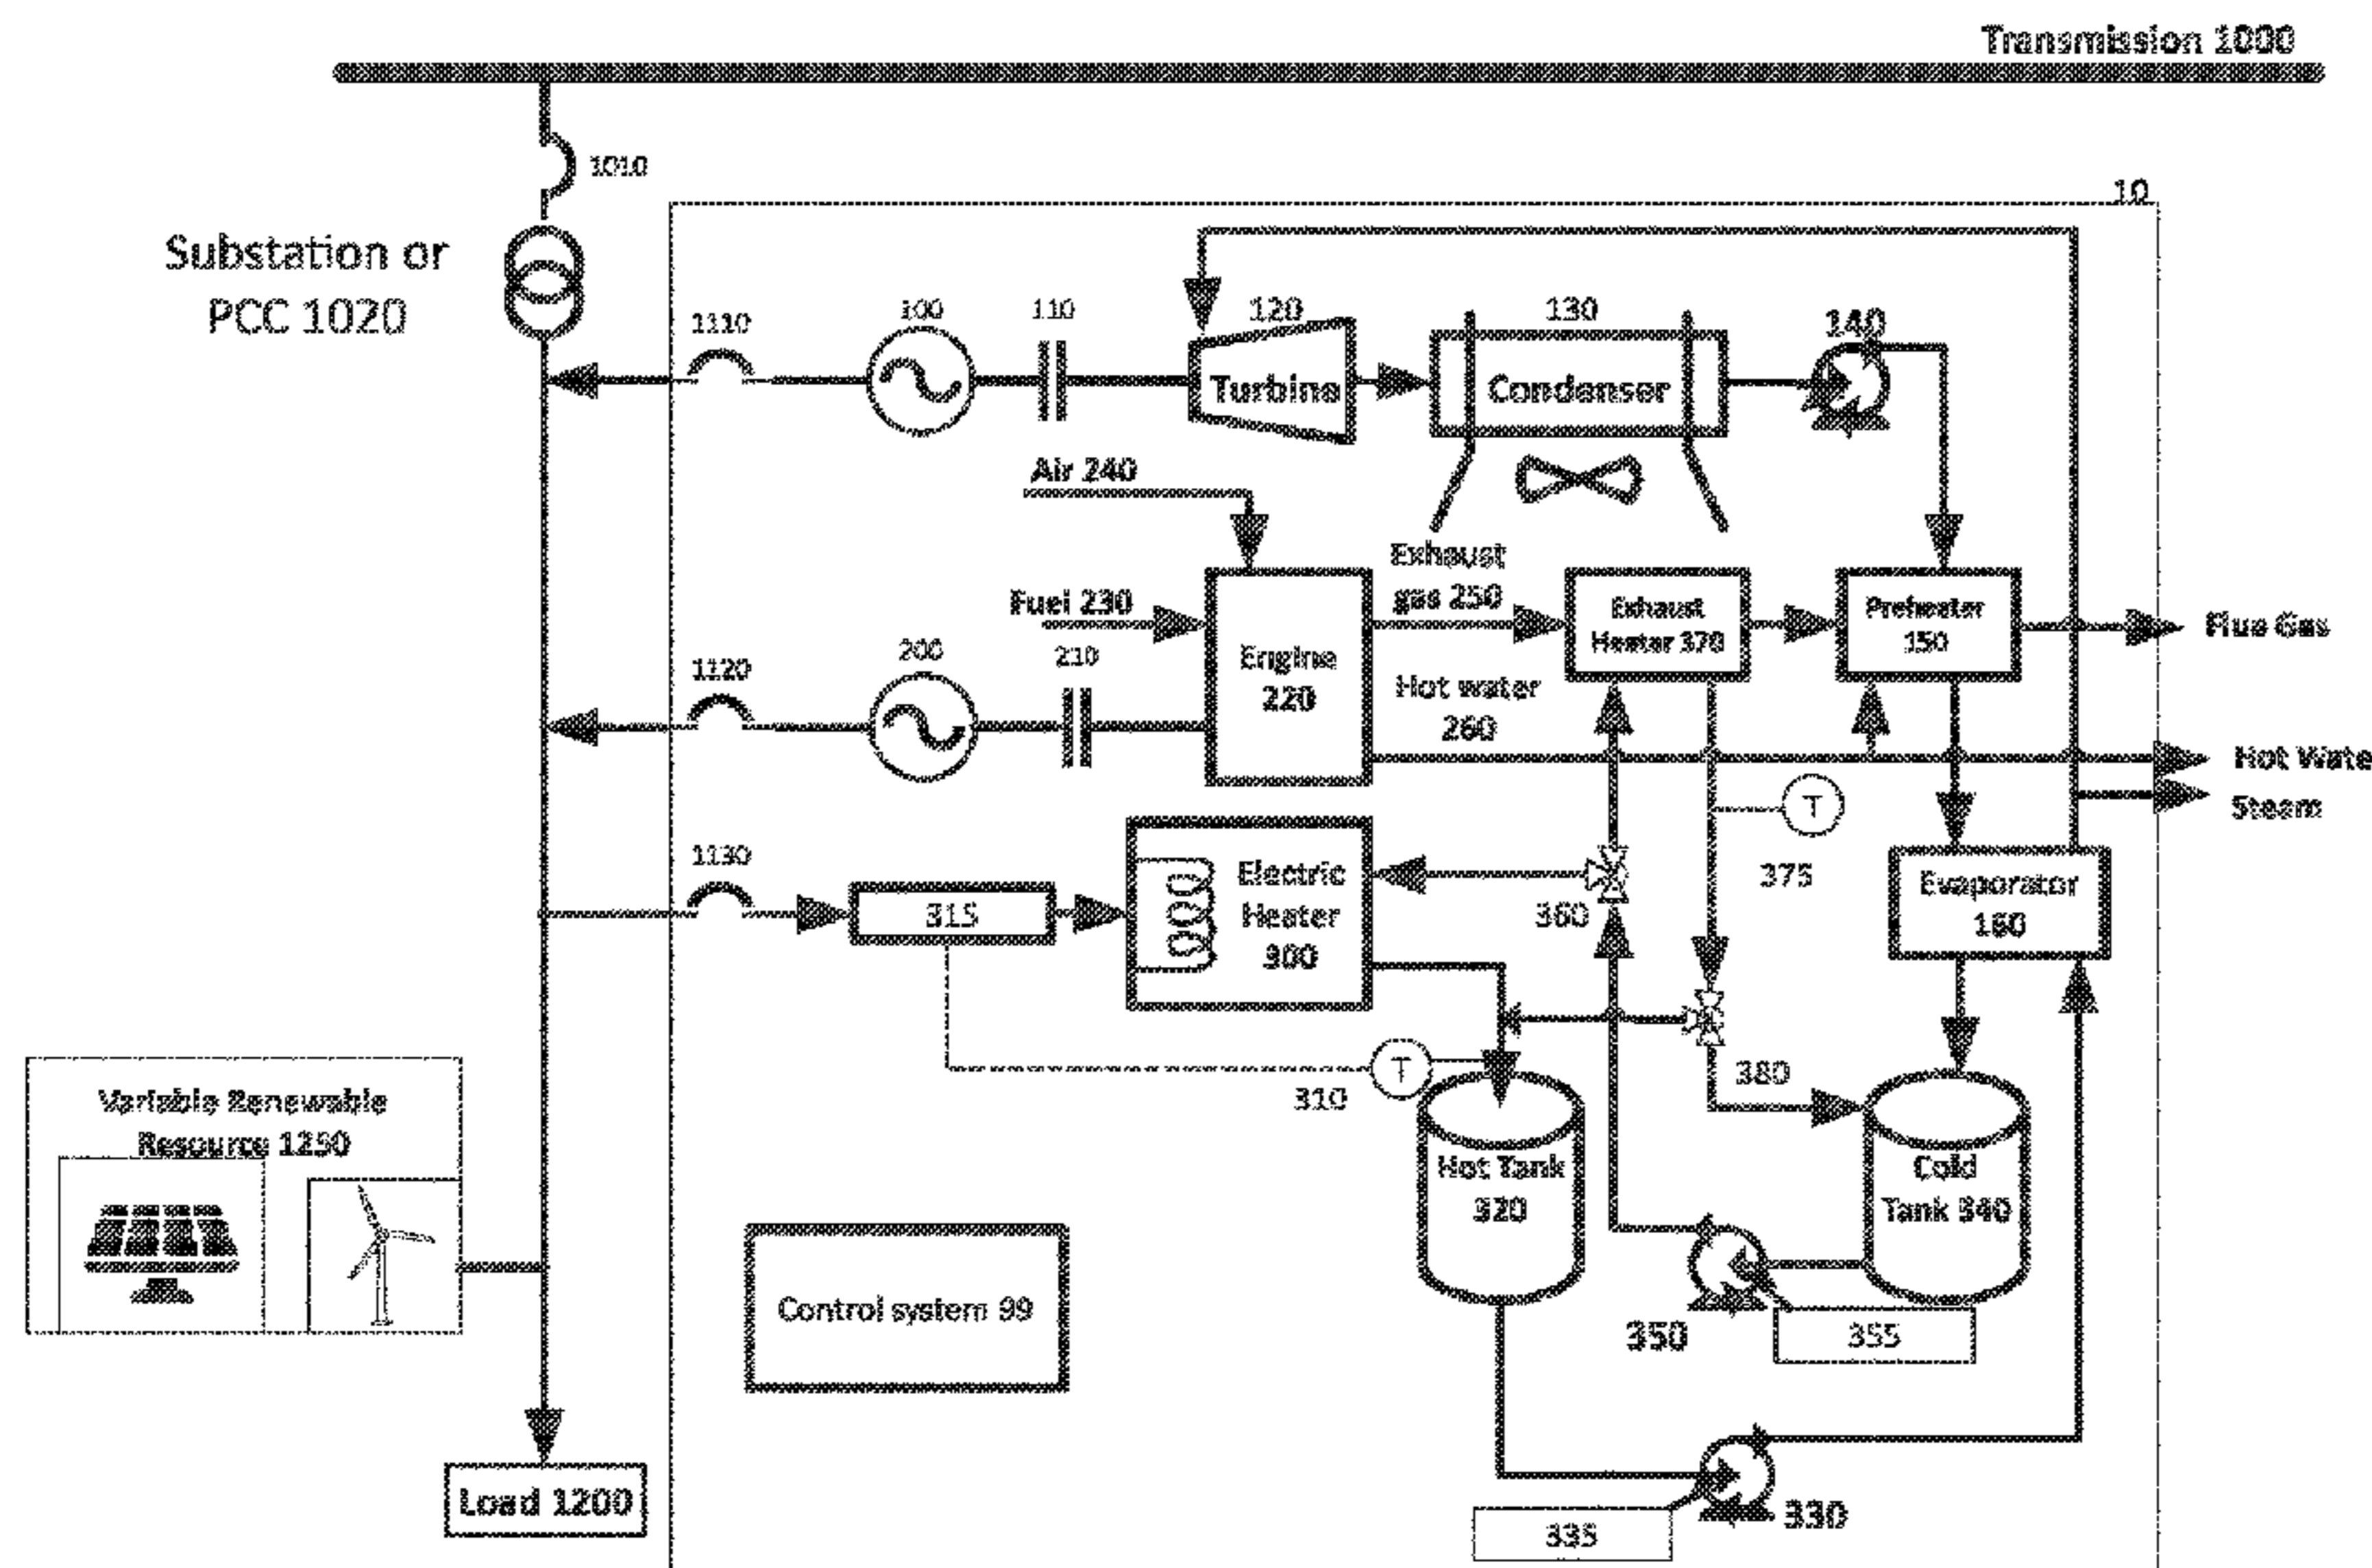 Transmission 1000
1010
10
Substation or
PCC 1020
1110
100
110
120
130
140
Turbine
Condenser
Air 240
Exhaust
gas 250
Fuel 230
Exhaust
Heater 370
Preheater
150
Flue Gas
1120
200
210
Engine
220
Hot water
260
Hot Wate
Steam
T
375
1130
315
Electric
Heater
300
360
Evaporator
160
T
310
380
Variable Renewable
Resource 1250
Hot Tank
320
Cold
Tank 340
Control system 99
350
355
Load 1200
330
335